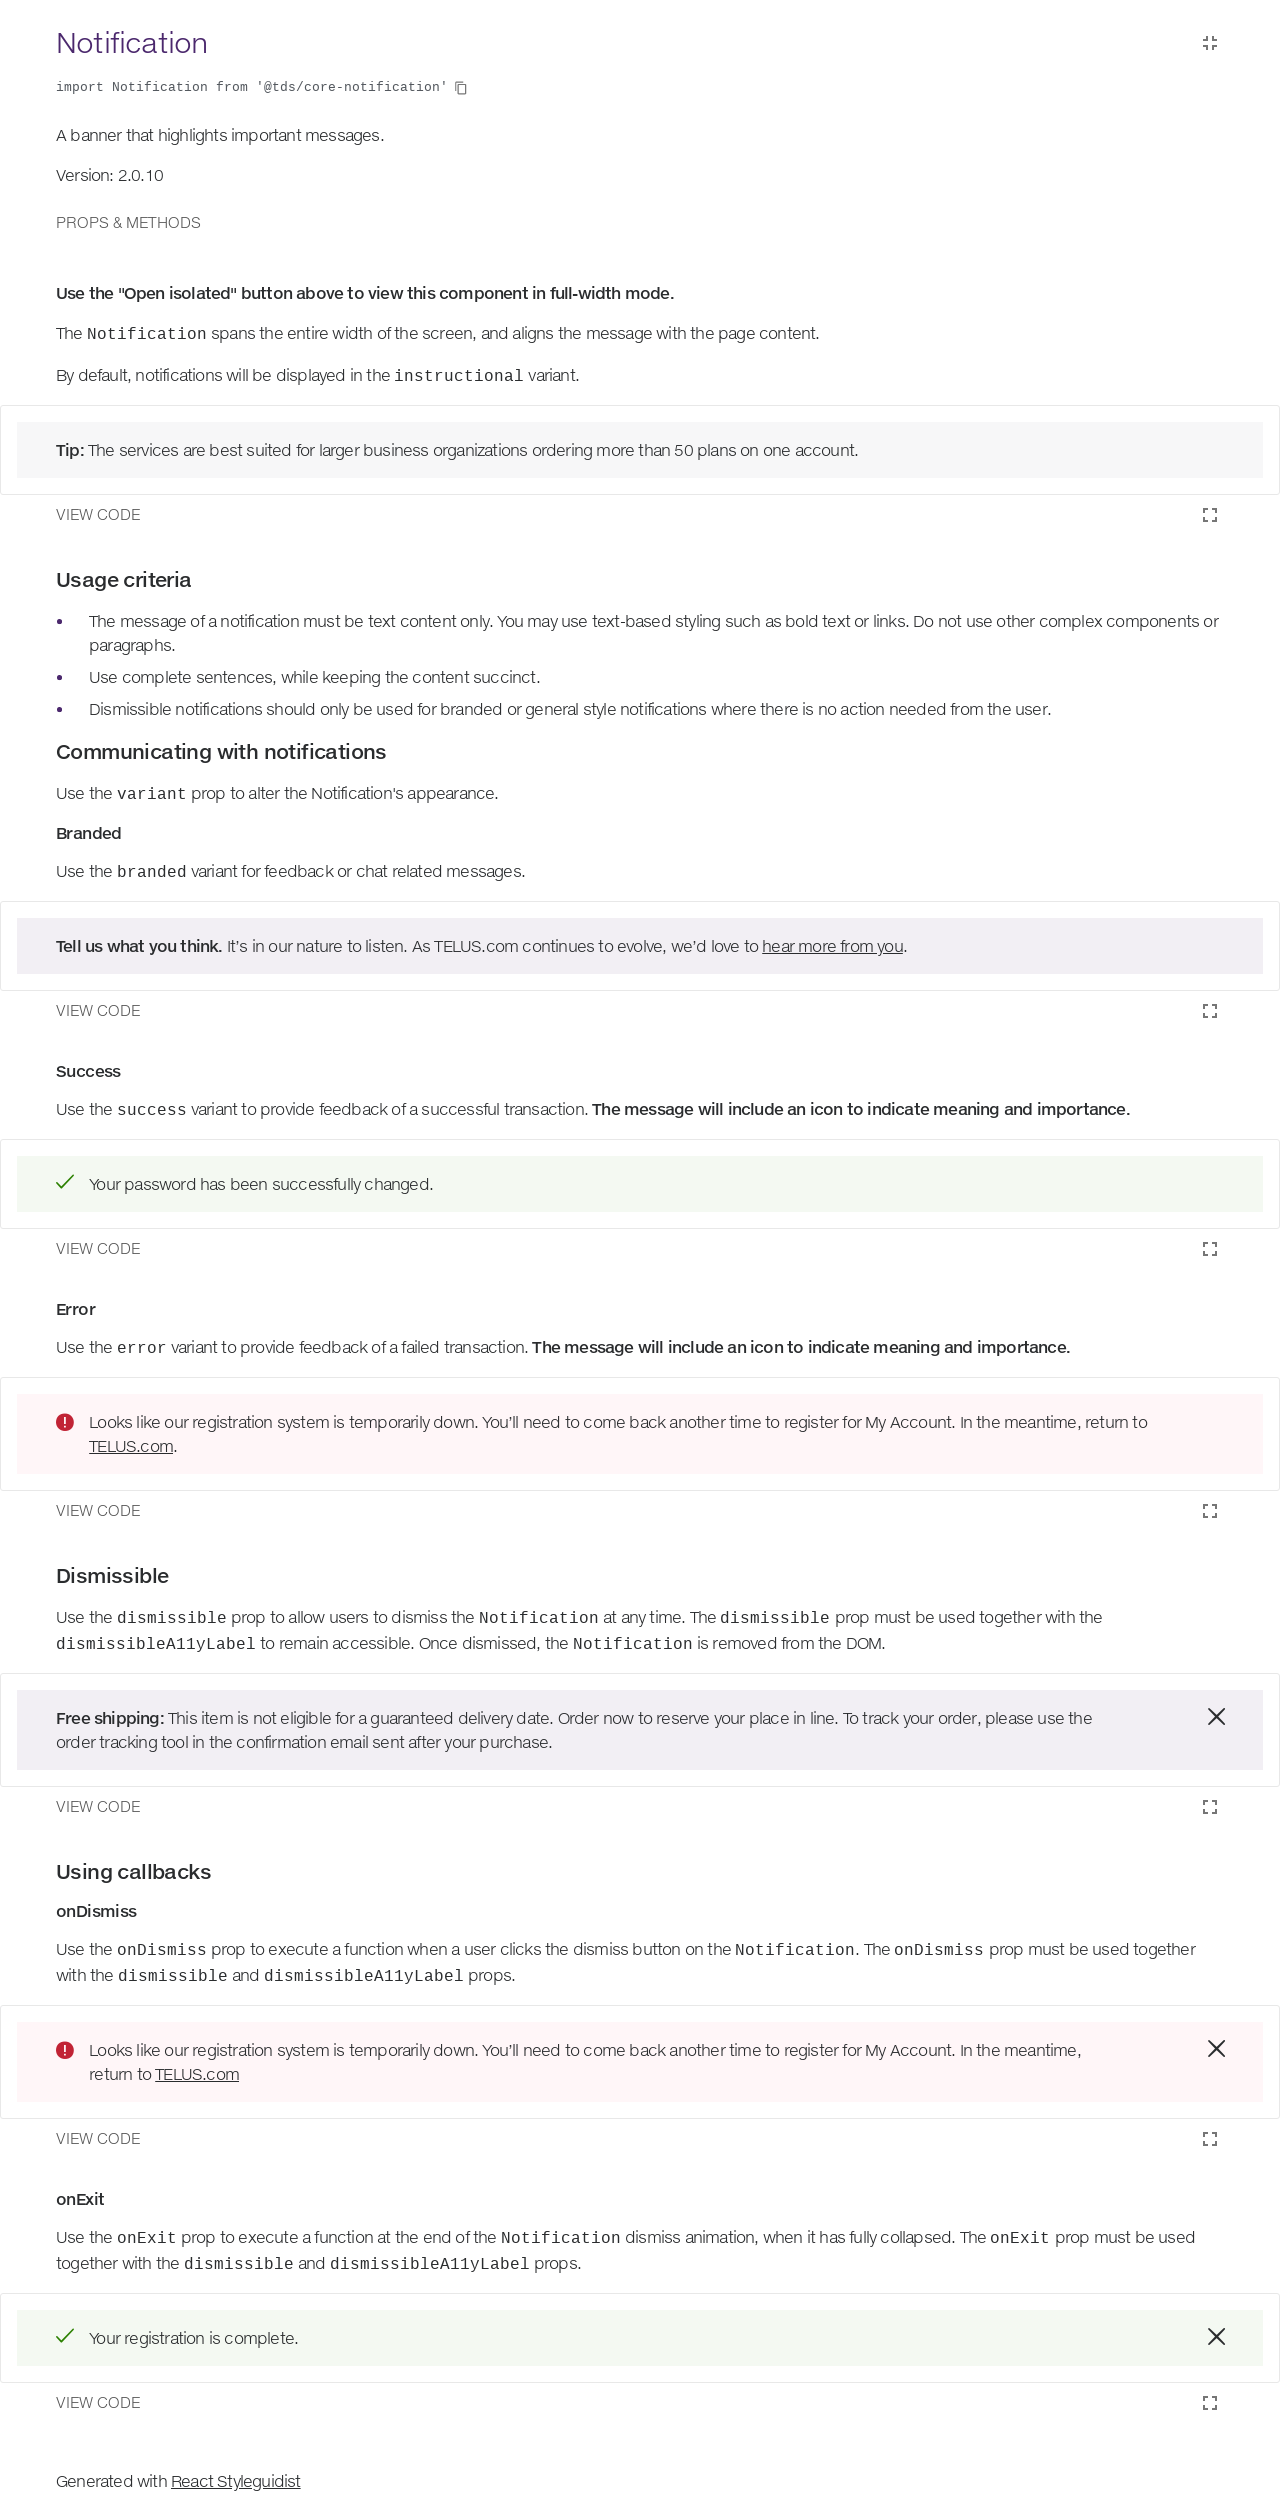 Notification
import Notification from '@tds/core-notification'
A banner that highlights important messages.
Version: 2.0.10
PROPS & METHODS
Use the "Open isolated" button above to view this component in full-width mode.
The Notification spans the entire width of the screen, and aligns the message with the page content.
By default, notifications will be displayed in the instructional variant.
Tip: The services are best suited for larger business organizations ordering more than 50 plans on one account.
VIEW CODE
Usage criteria
• The message of a notification must be text content only. You may use text-based styling such as bold text or links. Do not use other complex components or
paragraphs.
• Use complete sentences, while keeping the content succinct.
• Dismissible notifications should only be used for branded or general style notifications where there is no action needed from the user.
Communicating with notifications
Use the variant prop to alter the Notification's appearance.
Branded
Use the branded variant for feedback or chat related messages.
Tell us what you think. It’s in our nature to listen. As TELUS.com continues to evolve, we’d love to hear more from you.
VIEW CODE
Success
Use the success variant to provide feedback of a successful transaction. The message will include an icon to indicate meaning and importance.
Your password has been successfully changed.
VIEW CODE
Error
Use the error variant to provide feedback of a failed transaction. The message will include an icon to indicate meaning and importance.
Looks like our registration system is temporarily down. You’ll need to come back another time to register for My Account. In the meantime, return to
TELUS.com.
VIEW CODE
Dismissible
Use the dismissible prop to allow users to dismiss the Notification at any time. The dismissible prop must be used together with the
dismissibleA11yLabel to remain accessible. Once dismissed, the Notification is removed from the DOM.
Free shipping: This item is not eligible for a guaranteed delivery date. Order now to reserve your place in line. To track your order, please use the
order tracking tool in the confirmation email sent after your purchase.
VIEW CODE
Using callbacks
onDismiss
Use the onDismiss prop to execute a function when a user clicks the dismiss button on the Notification. The onDismiss prop must be used together
with the dismissible and dismissibleA11yLabel props.
Looks like our registration system is temporarily down. You’ll need to come back another time to register for My Account. In the meantime,
return to TELUS.com
VIEW CODE
onExit
Use the onExit prop to execute a function at the end of the Notification dismiss animation, when it has fully collapsed. The onExit prop must be used
together with the dismissible and dismissibleA11yLabel props.
Your registration is complete.
VIEW CODE
Generated with React Styleguidist